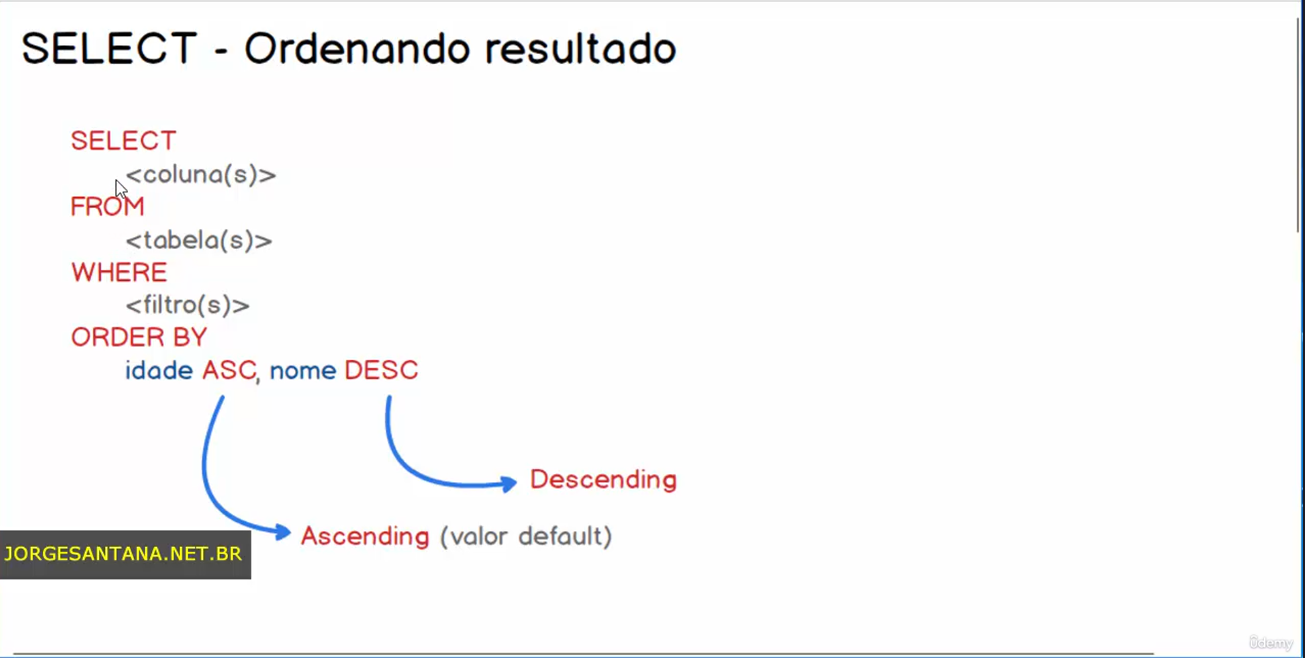 SELECT - Ordenando resultado
SELECT
<coluna(s)>
FROM
<tabela(s)>
WHERE
<filtro(s)>
ORDER BY
idade ASC, nome DESC
Descending
Ascending (valor default)
JORGESANTANA.NET.BR
ûdemy